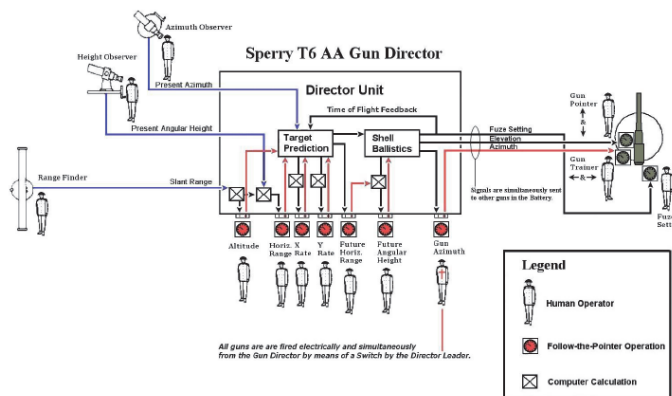 Azimuth Observer
Sperry T6 AA Gun Director
Height Observer
Director Unit
Present Azimuth
Time of Flight Feedback
Gun
Pointer
&
Fuze Setting
Elevation
Azimuth
Target
Prediction
Shell
Ballistics
Present Angular Height
Gun
Trainer
&
Range Finder
Slant Range
Signals are simultaneously sent
to other guns in the Battery.
Fuze
Altitude
Horiz.
Range
X
Rate
Y
Rate
Future
Horiz.
Range
Future
Angular
Height
Gun
Azimuth
Legend
Human Operator
Follow-the-Pointer Operation
Computer Calculation
All guns are are fired electrically and simultaneously
from the Gun Director by means of a Switch by the Director Leader.